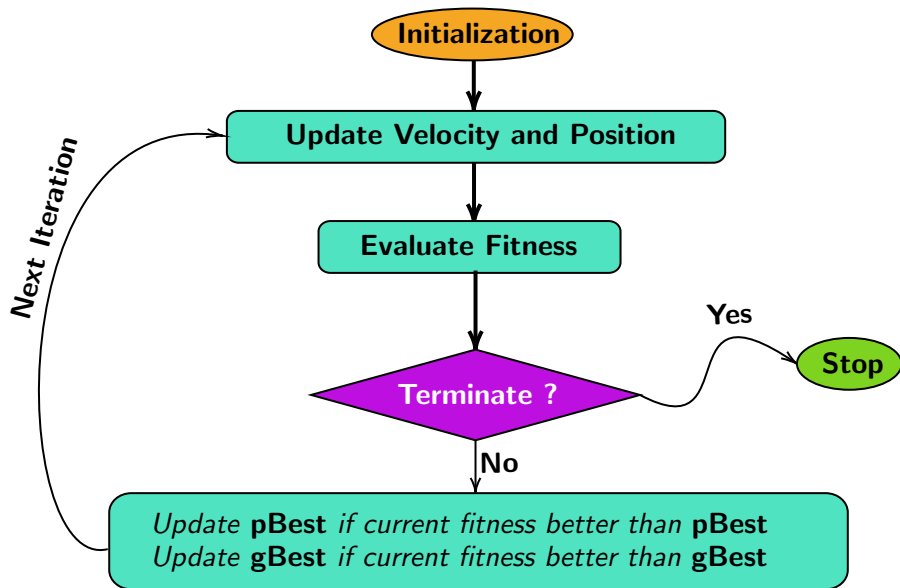 Initialization
Update Velocity and Position
Evaluate Fitness
Next Iteration
Yes
Stop
Terminate ?
No
Update pBest if current fitness better than pBest
Update gBest if current fitness better than gBest